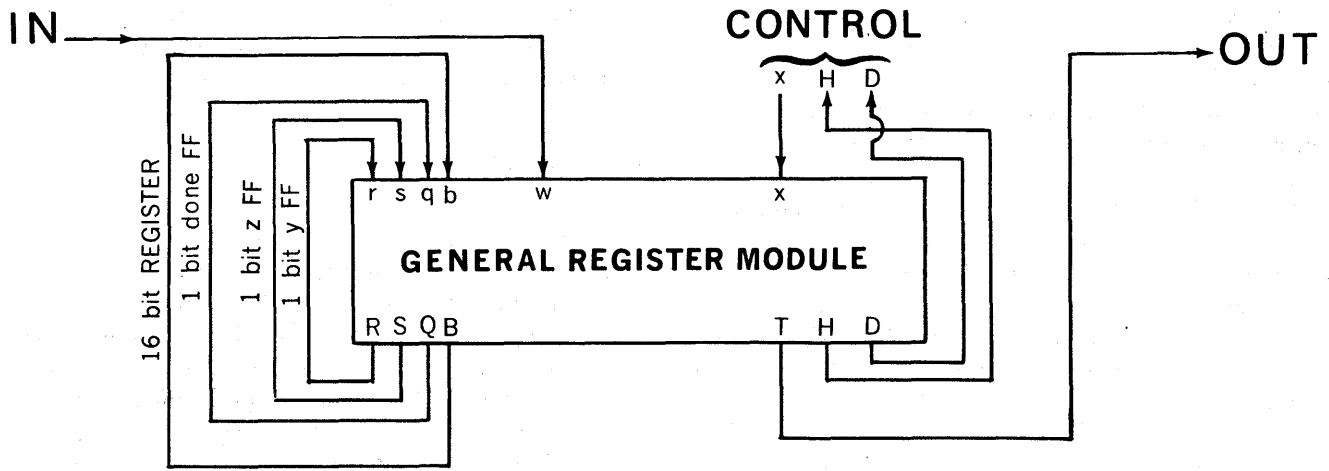 IN
CONTROL
OUT
x H D
r s q b w x
GENERAL REGISTER MODULE
R S Q B T H D
16 bit REGISTER
1 bit done FF
1 bit z FF
1 bit y FF